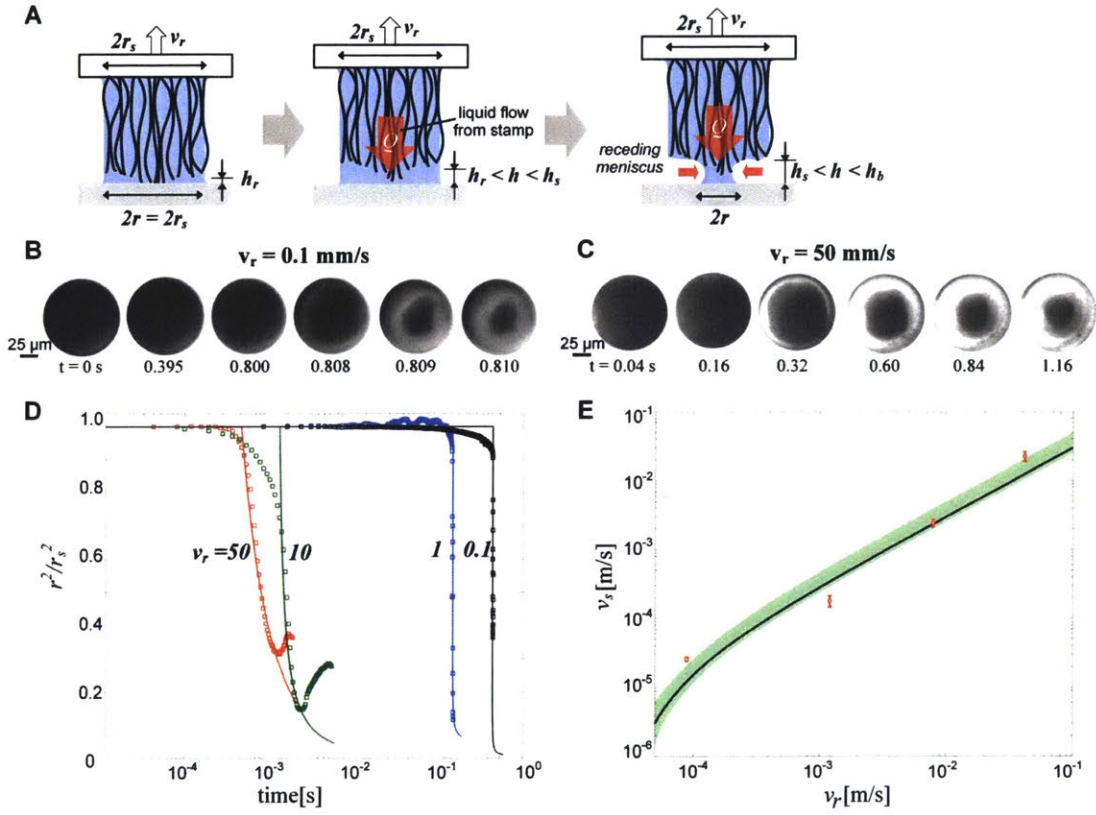 A
2r_s
v_r
h_r
2r = 2r_s
2r_s
v_r
Q
liquid flow
from stamp
h_r < h < h_s
2r_s
v_r
Q
receding
meniscus
h_s < h < h_b
2r
B
v_r = 0.1 mm/s
25 μm
t = 0 s 0.395 0.800 0.808 0.809 0.810
C
v_r = 50 mm/s
25 μm
t = 0.04 s 0.16 0.32 0.60 0.84 1.16
D
1.0
0.8
0.6
0.4
0.2
0
r²/r_s²
v_r =50 10 1 0.1
10⁻⁴ 10⁻³ 10⁻² 10⁻¹ 10⁰
time[s]
E
10⁻¹
10⁻²
10⁻³
10⁻⁴
10⁻⁵
10⁻⁶
v_s[m/s]
10⁻⁴ 10⁻³ 10⁻² 10⁻¹
v_r[m/s]